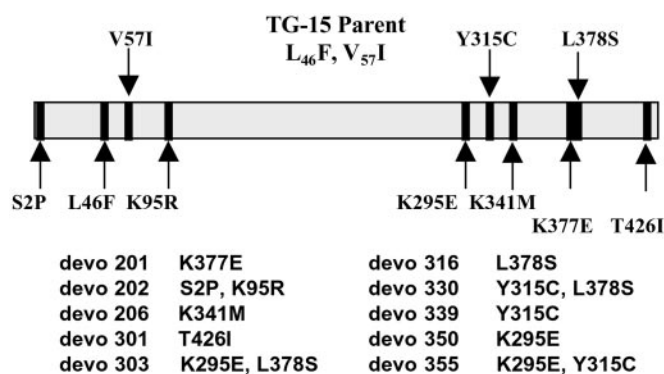 TG-15 Parent
L46F, V57I
V57I
Y315C
L378S
S2P
L46F
K95R
K295E
K341M
K377E
T426I
devo 201 K377E
devo 202 S2P, K95R
devo 206 K341M
devo 301 T426I
devo 303 K295E, L378S
devo 316 L378S
devo 330 Y315C, L378S
devo 339 Y315C
devo 350 K295E
devo 355 K295E, Y315C